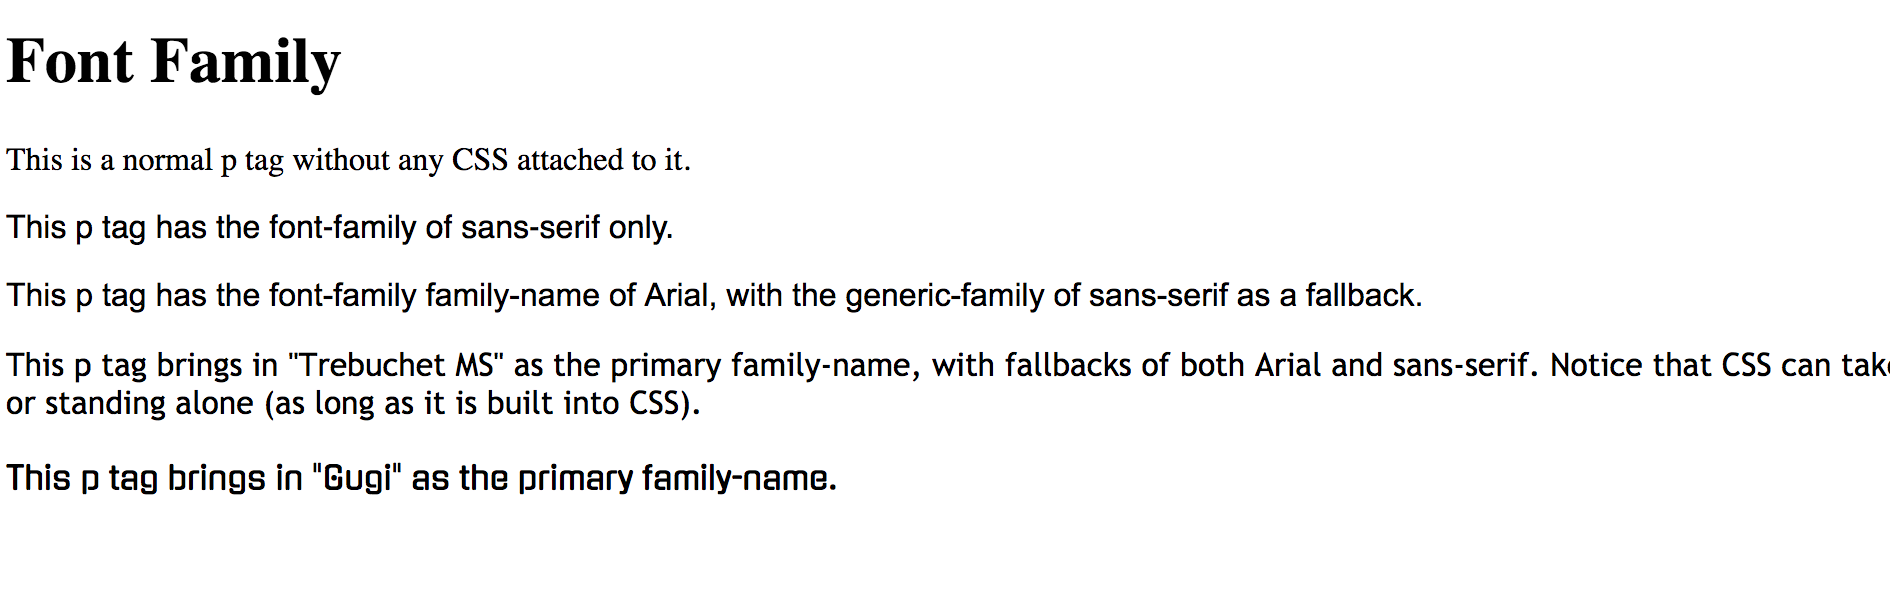 Font Family
This is a normal p tag without any CSS attached to it.
This p tag has the font-family of sans-serif only.
This p tag has the font-family family-name of Arial, with the generic-family of sans-serif as a fallback.
This p tag brings in "Trebuchet MS" as the primary family-name, with fallbacks of both Arial and sans-serif. Notice that CSS can
or standing alone (as long as it is built into CSS).
This p tag brings in "Gugi" as the primary family-name.